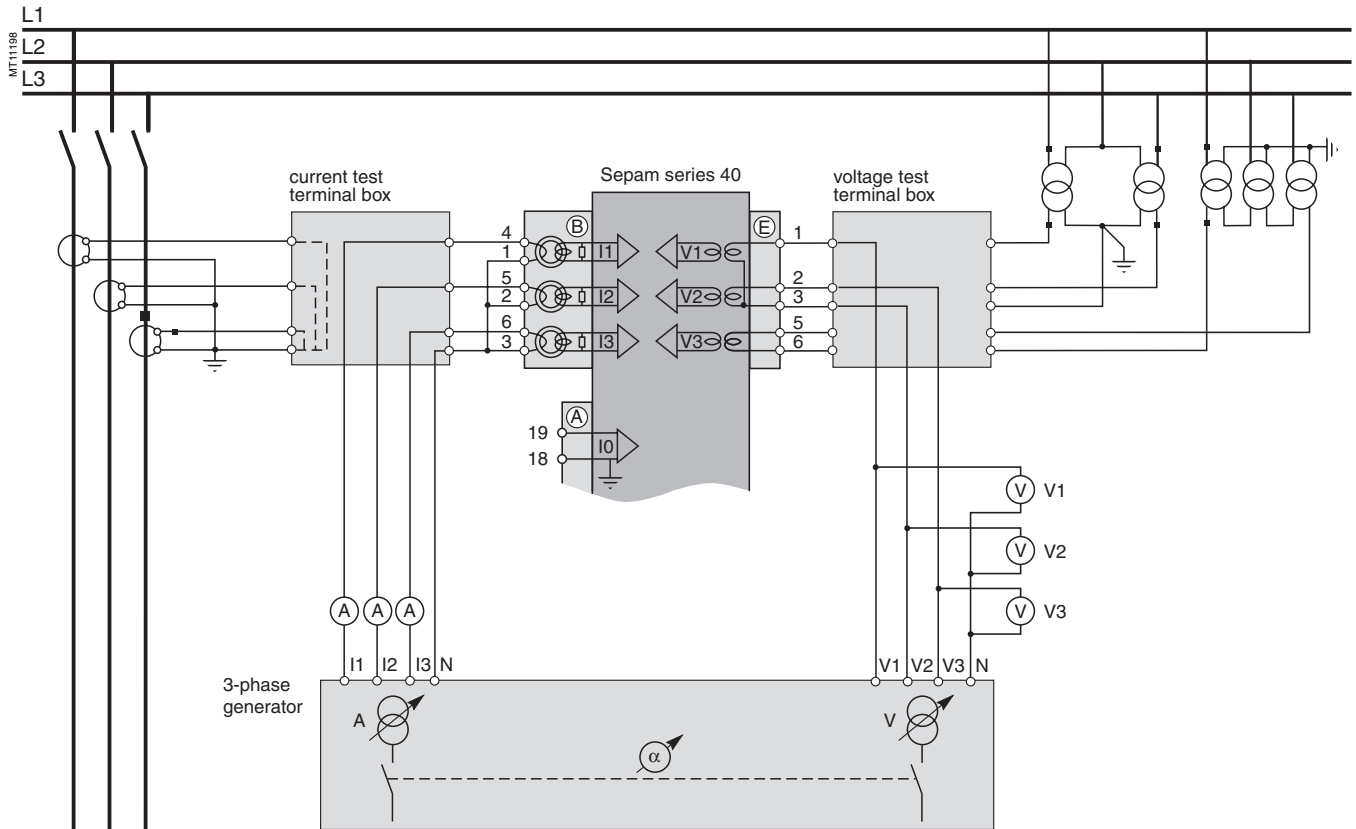 L1
MT11198
L2
L3
current test
terminal box
Sepam series 40
voltage test
terminal box
4
1
5
2
6
3
B
I1
I2
I3
V1
V2
V3
E
1
2
3
5
6
A
19
18
I0
V V1
V V2
V V3
A A A
I1 I2 I3 N
V1 V2 V3 N
3-phase
generator
A
α
V